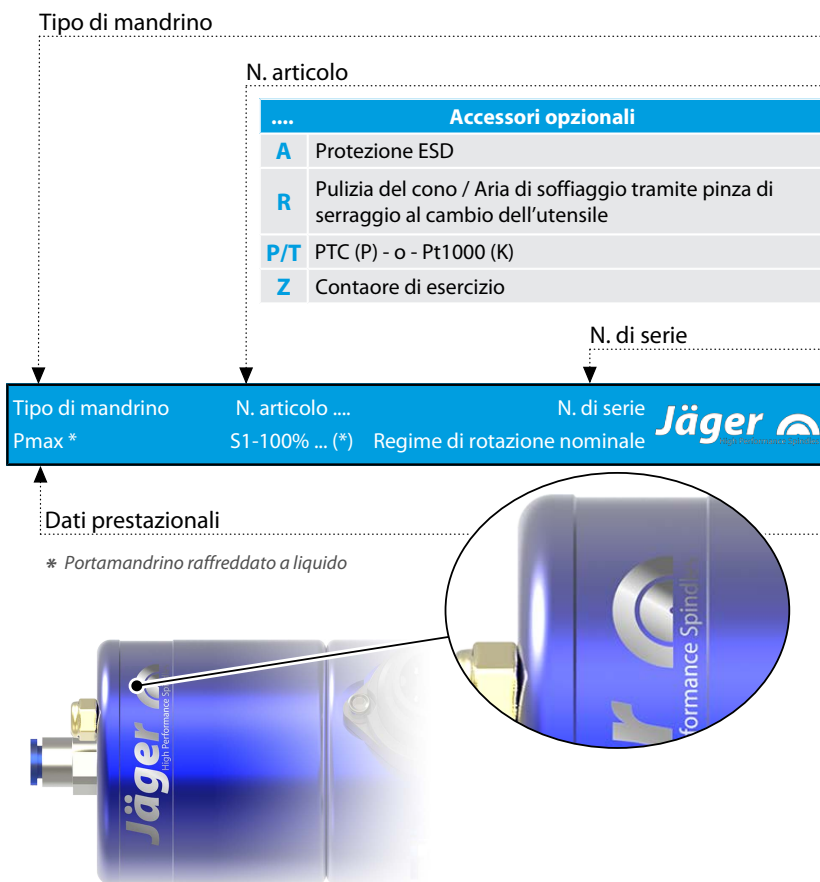 Tipo di mandrino
N. articolo
.... Accessori opzionali
A Protezione ESD
R Pulizia del cono / Aria di soffiaggio tramite pinza di
serraggio al cambio dell'utensile
P/T PTC (P) - o - Pt1000 (K)
Z Contaore di esercizio
N. di serie
Tipo di mandrino N. articolo .... N. di serie
Pmax * S1-100% ... (*) Regime di rotazione nominale
Jäger
Dati prestazionali
* Portamandrino raffreddato a liquido
r
formance Spindles
Jäger
High Performance Sp